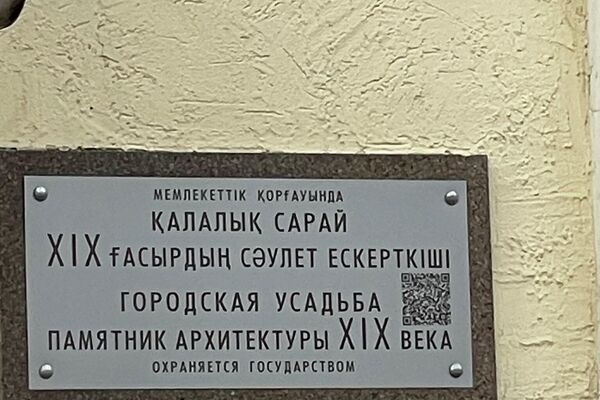 МЕМЛЕКЕТТІК ҚОРҒАУЫНДА
ҚАЛАЛЫҚ САРАЙ
XIX ҒАСЫРДЫҢ СӘУЛЕТ ЕСКЕРТКІШІ
ГОРОДСКАЯ УСАДЬБА
ПАМЯТНИК АРХИТЕКТУРЫ XIX ВЕКА
ОХРАНЯЕТСЯ ГОСУДАРСТВОМ